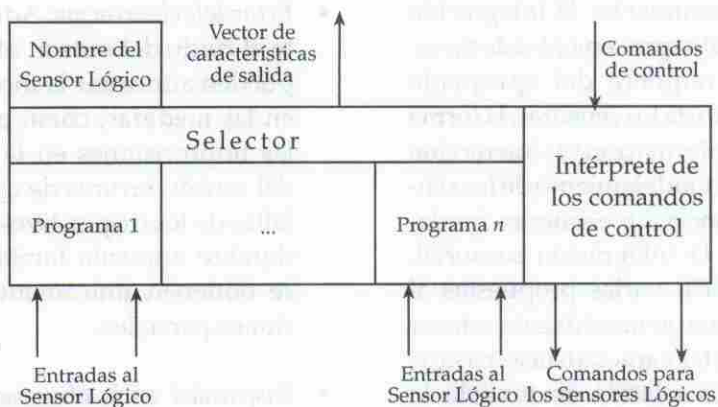 Nombre del
Sensor Lógico
Vector de
características
de salida
Comandos
de control
Selector
Intérprete de
los comandos
de control
Programa 1
...
Programa n
Entradas al
Sensor Lógico
Entradas al
Sensor Lógico
Comandos para
los Sensores Lógicos